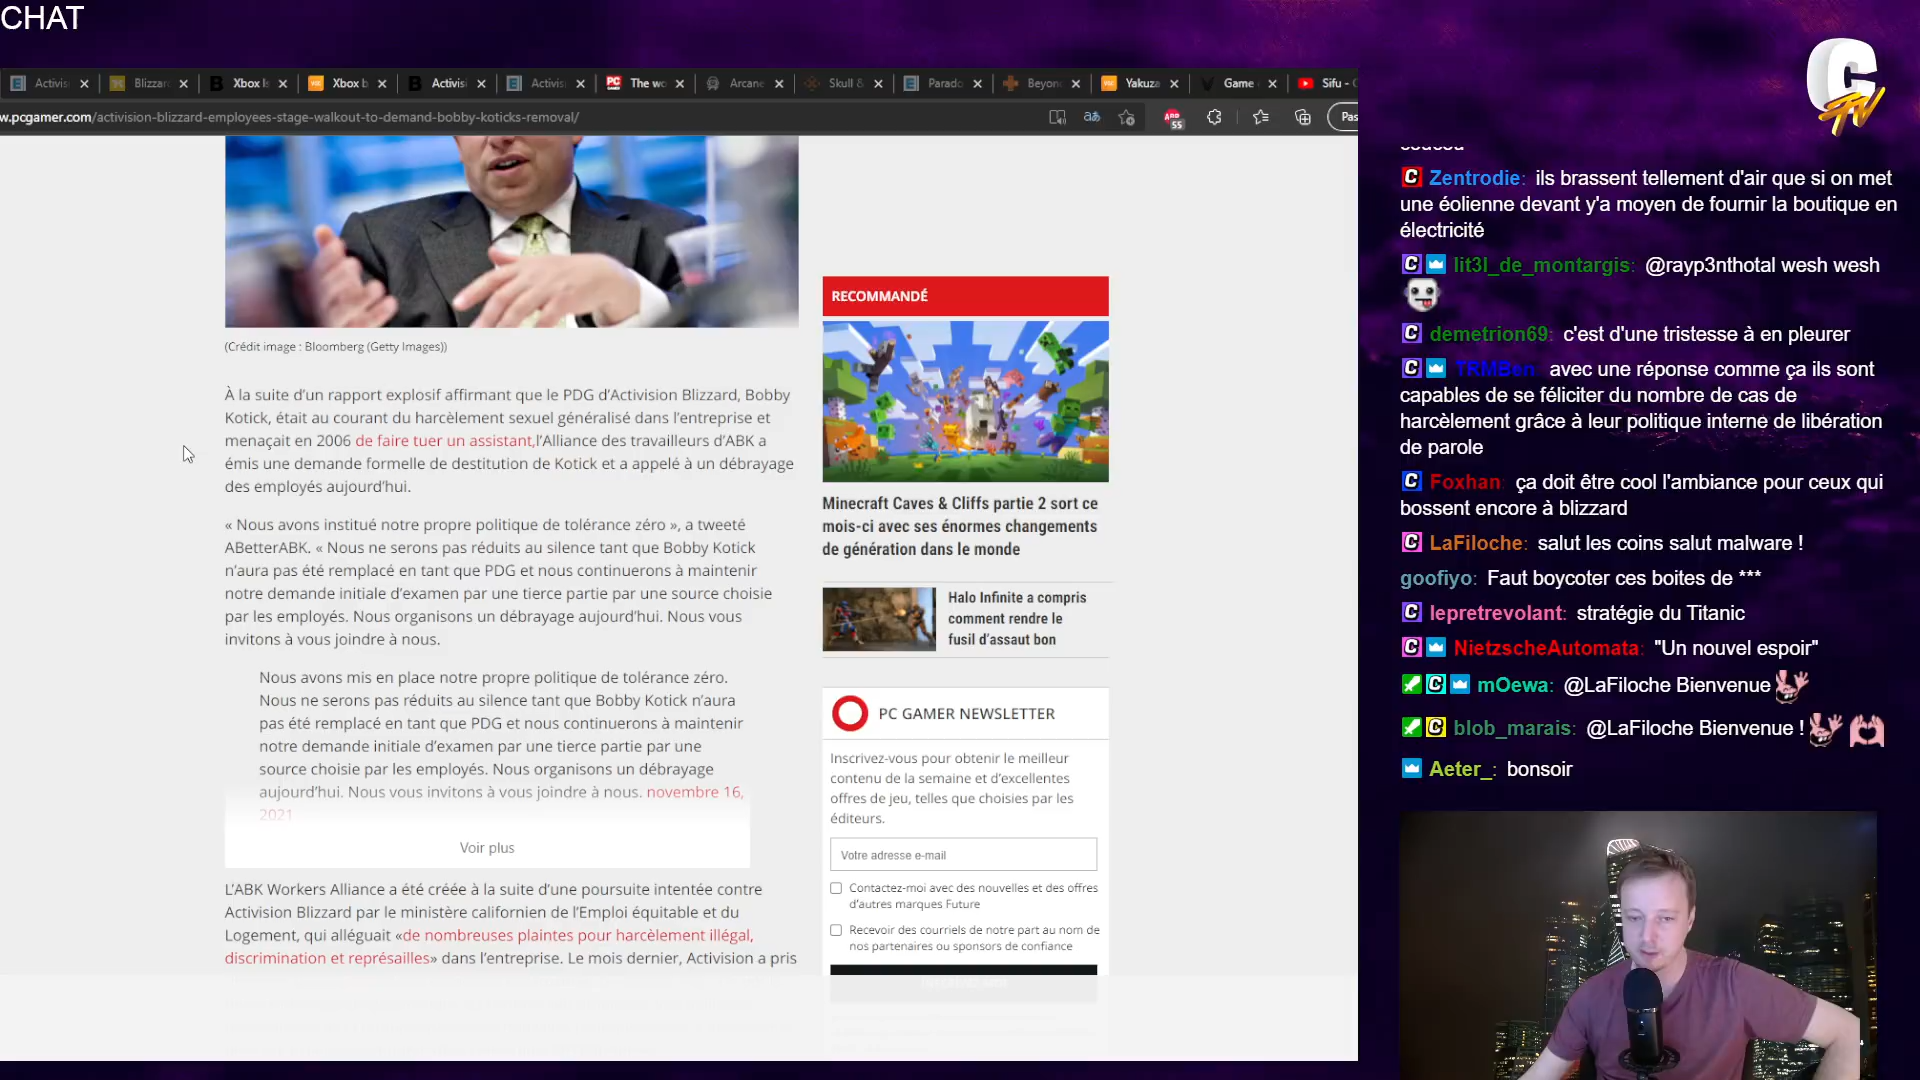 CHAT
Activis
Blizzar
Xbox Is
Xbox b
Activisi
Activis
The wo
Arcane
Skull &
Parado
Beyon
Yakuza
Game
Sifu - C
w.pcgamer.com/activision-blizzard-employees-stage-walkout-to-demand-bobby-koticks-removal/
55
Pas
(Crédit image : Bloomberg (Getty Images))
À la suite d’un rapport explosif affirmant que le PDG d’Activision Blizzard, Bobby
Kotick, était au courant du harcèlement sexuel généralisé dans l’entreprise et
menaçait en 2006 de faire tuer un assistant,l’Alliance des travailleurs d’ABK a
émis une demande formelle de destitution de Kotick et a appelé à un débrayage
des employés aujourd’hui.
« Nous avons institué notre propre politique de tolérance zéro », a tweeté
ABetterABK. « Nous ne serons pas réduits au silence tant que Bobby Kotick
n’aura pas été remplacé en tant que PDG et nous continuerons à maintenir
notre demande initiale d’examen par une tierce partie par une source choisie
par les employés. Nous organisons un débrayage aujourd’hui. Nous vous
invitons à vous joindre à nous.
Nous avons mis en place notre propre politique de tolérance zéro.
Nous ne serons pas réduits au silence tant que Bobby Kotick n’aura
pas été remplacé en tant que PDG et nous continuerons à maintenir
notre demande initiale d’examen par une tierce partie par une
source choisie par les employés. Nous organisons un débrayage
aujourd’hui. Nous vous invitons à vous joindre à nous. novembre 16,
2021
Voir plus
L’ABK Workers Alliance a été créée à la suite d’une poursuite intentée contre
Activision Blizzard par le ministère californien de l’Emploi équitable et du
Logement, qui alléguait «de nombreuses plaintes pour harcèlement illégal,
discrimination et représailles» dans l’entreprise. Le mois dernier, Activision a pris
RECOMMANDÉ
Minecraft Caves & Cliffs partie 2 sort ce
mois-ci avec ses énormes changements
de génération dans le monde
Halo Infinite a compris
comment rendre le
fusil d’assaut bon
PC GAMER NEWSLETTER
Inscrivez-vous pour obtenir le meilleur
contenu de la semaine et d’excellentes
offres de jeu, telles que choisies par les
éditeurs.
Votre adresse e-mail
Contactez-moi avec des nouvelles et des offres
d’autres marques Future
Recevoir des courriels de notre part au nom de
nos partenaires ou sponsors de confiance
C
TV
Zentrodie: ils brassent tellement d'air que si on met
une éolienne devant y'a moyen de fournir la boutique en
électricité
lit3l_de_montargis: @rayp3nthotal wesh wesh
demetrion69: c'est d'une tristesse à en pleurer
TRMBen: avec une réponse comme ça ils sont
capables de se féliciter du nombre de cas de
harcèlement grâce à leur politique interne de libération
de parole
Foxhan: ça doit être cool l'ambiance pour ceux qui
bossent encore à blizzard
LaFiloche: salut les coins salut malware !
goofiyo: Faut boycoter ces boites de ***
lepretrevolant: stratégie du Titanic
NietzscheAutomata: "Un nouvel espoir"
mOewa: @LaFiloche Bienvenue
blob_marais: @LaFiloche Bienvenue !
Aeter_: bonsoir